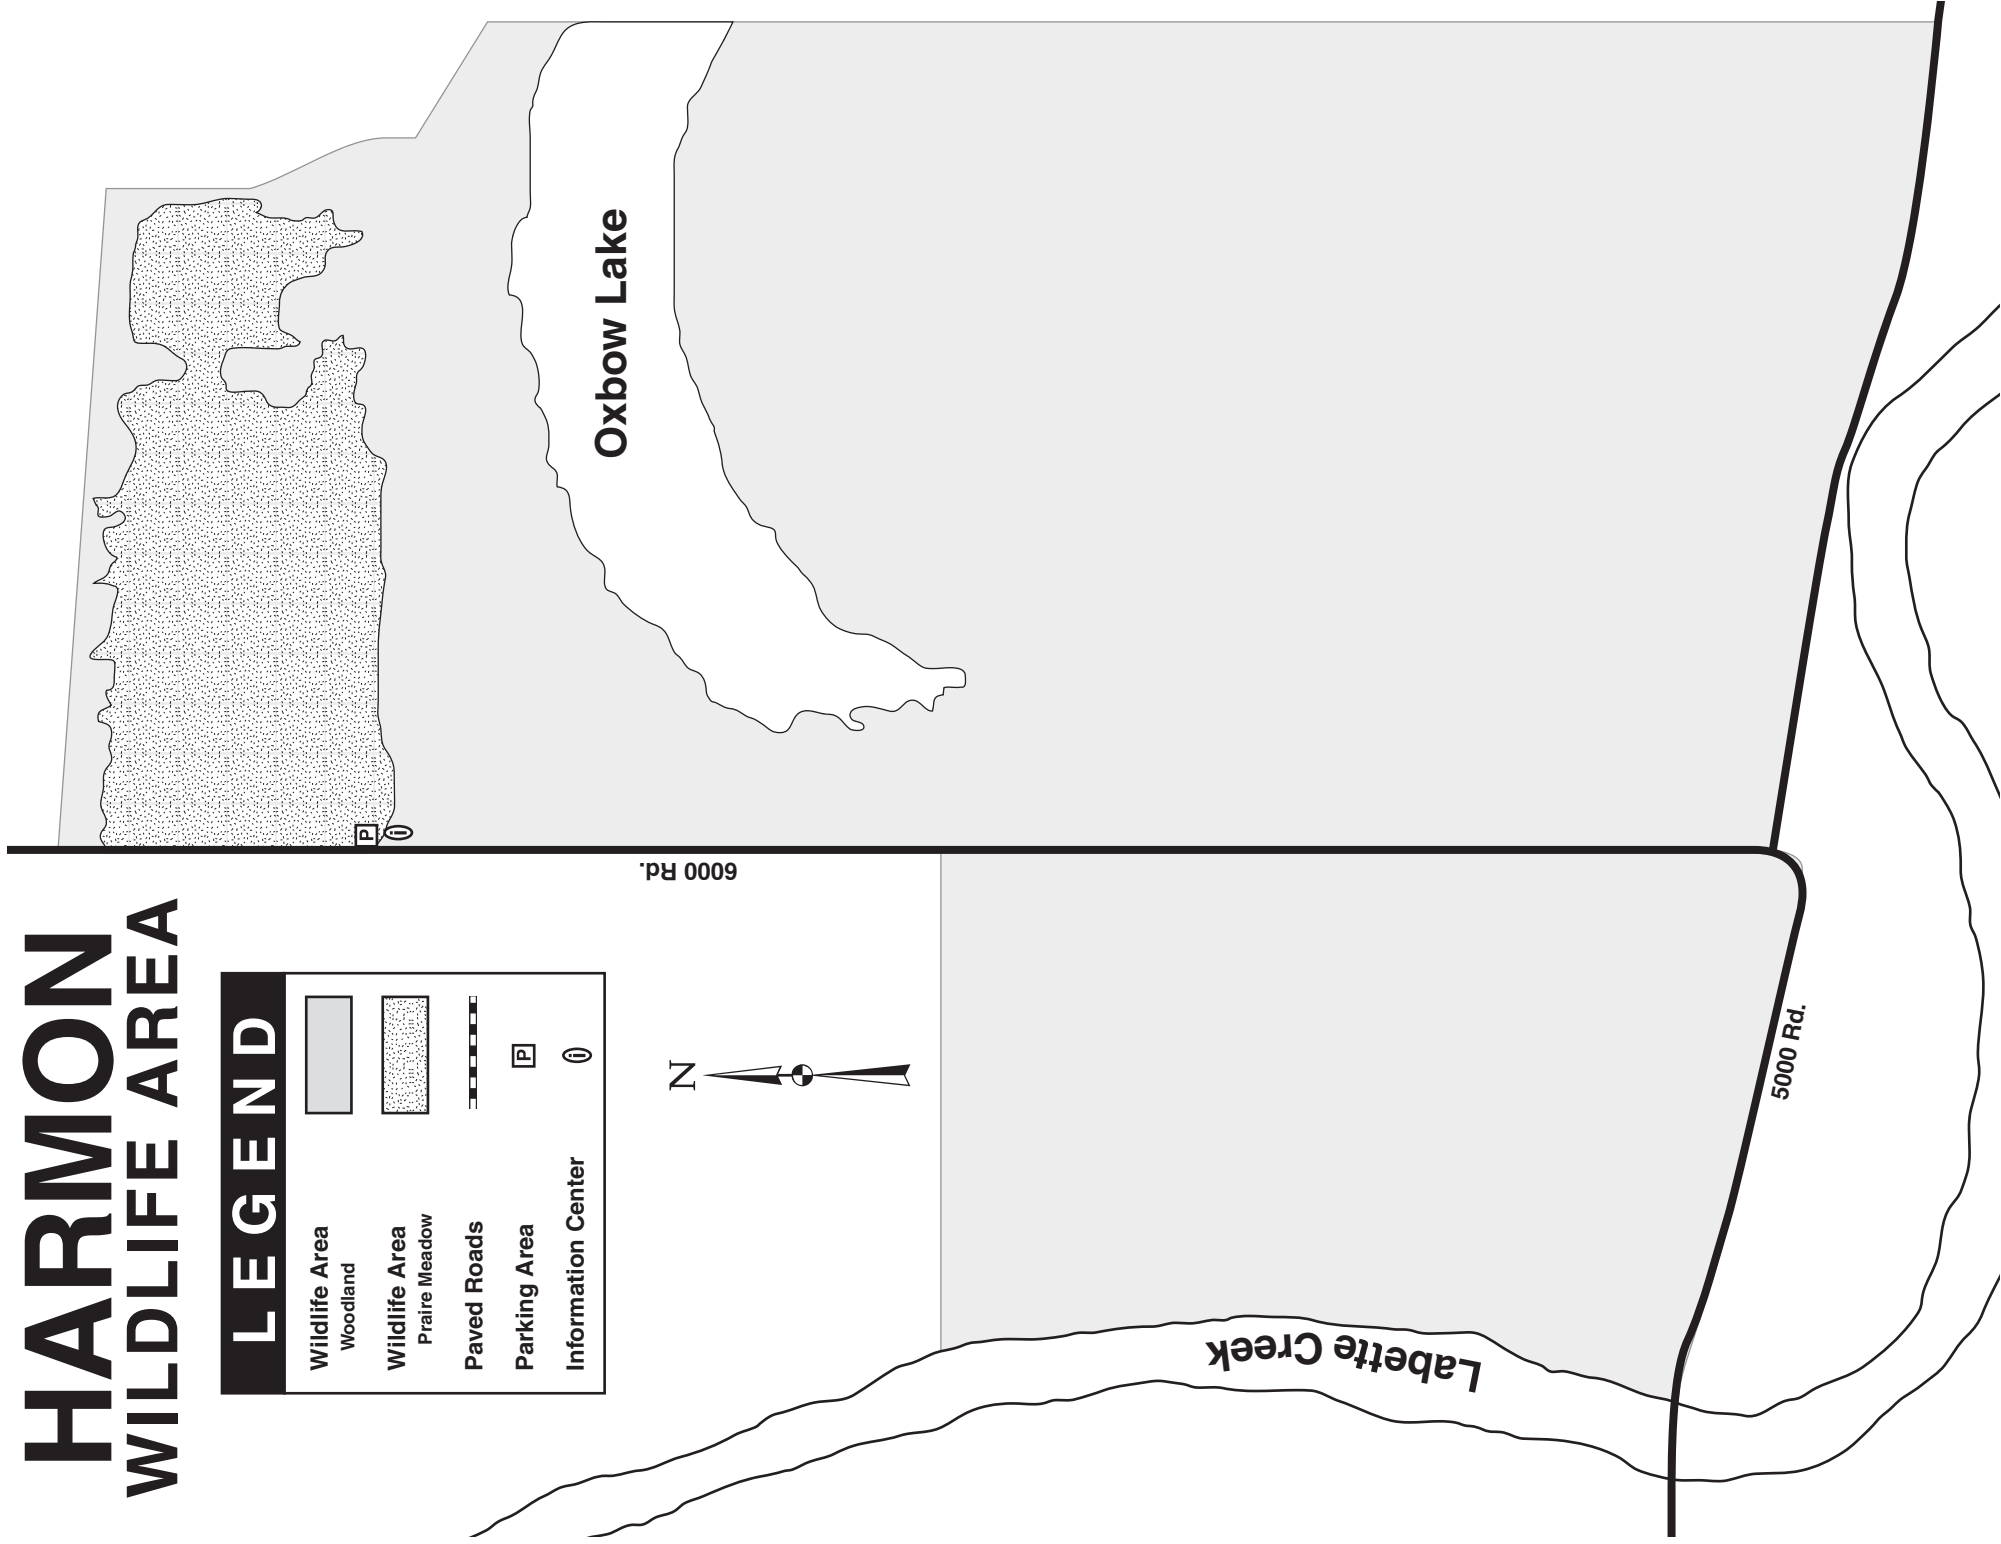 HARMON
WILDLIFE AREA
LEGEND
Wildlife Area
Woodland
Wildlife Area
Praire Meadow
Paved Roads
Parking Area
P
Information Center
i
N
Oxbow Lake
P
i
6000 Rd.
5000 Rd.
Labette Creek